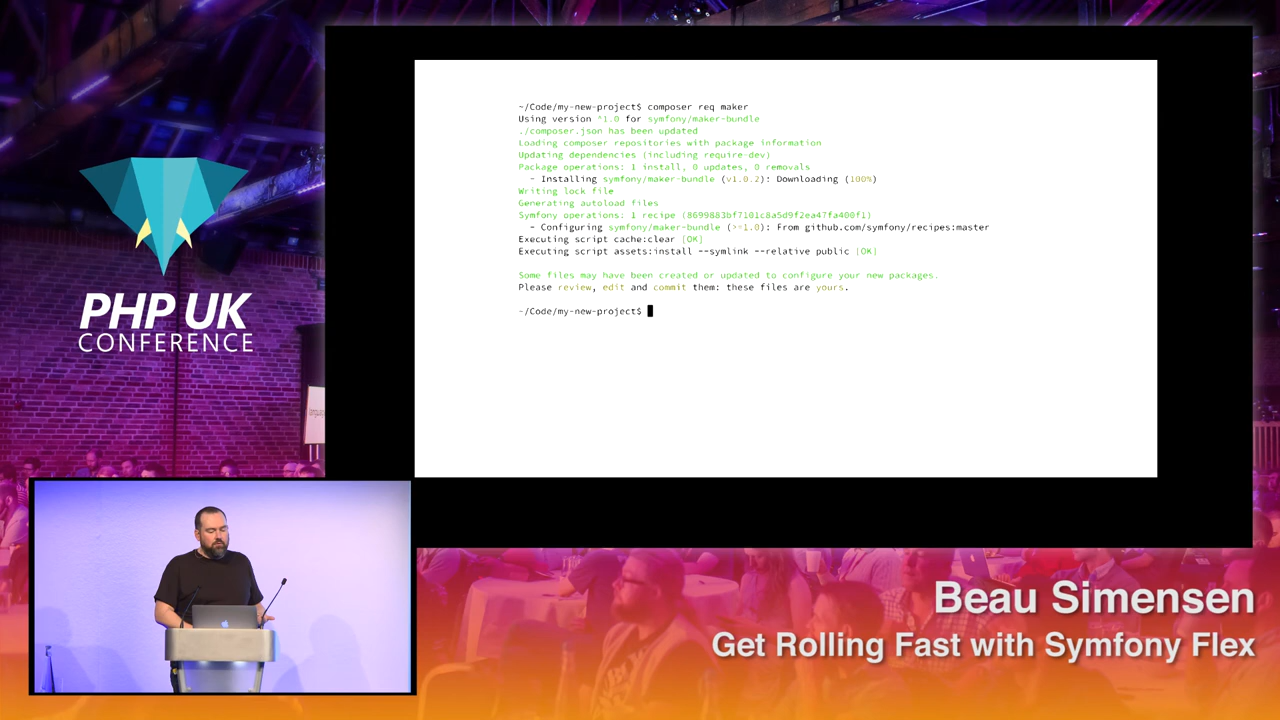 ~/Code/my-new-project$ composer req maker
Using version ^1.0 for symfony/maker-bundle
./composer.json has been updated
Loading composer repositories with package information
Updating dependencies (including require-dev)
Package operations: 1 install, 0 updates, 0 removals
- Installing symfony/maker-bundle (v1.0.2): Downloading (100%)
Writing lock file
Generating autoload files
Symfony operations: 1 recipe (8699883bf7101c8a5d9f2ea47fa400f1)
- Configuring symfony/maker-bundle (>=1.0): From github.com/symfony/recipes:master
Executing script cache:clear [OK]
Executing script assets:install --symlink --relative public [OK]
Some files may have been created or updated to configure your new packages.
Please review, edit and commit them: these files are yours.
~/Code/my-new-project$
PHP UK
CONFERENCE
Beau Simensen
Get Rolling Fast with Symfony Flex